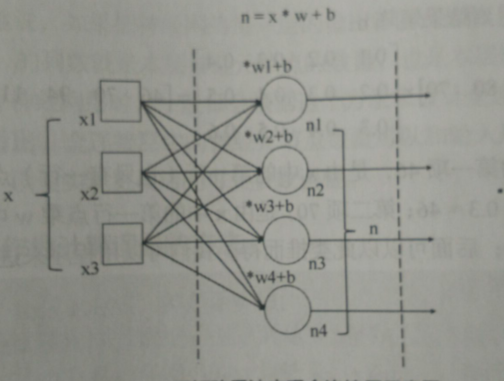 n=x*w+b
*w1+b
x1
n1
*w2+b
x2
n2
x
*w3+b
n
x3
n3
*w4+b
n4